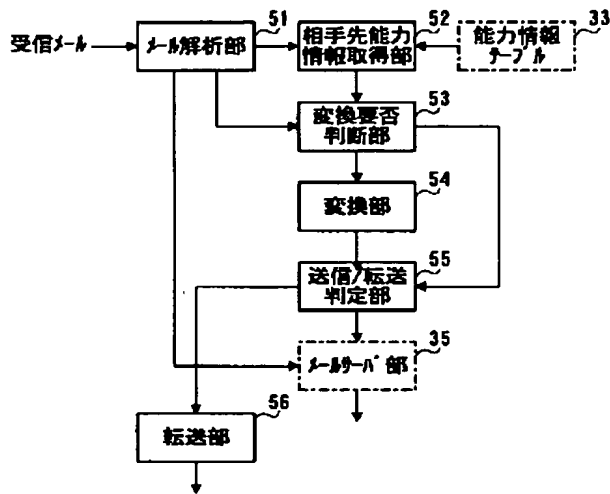 受信メール
メール解析部
51
相手先能力
情報取得部
52
能力情報
テーブル
33
変換要否
判断部
53
変換部
54
送信/転送
判定部
55
メールサーバ部
35
転送部
56